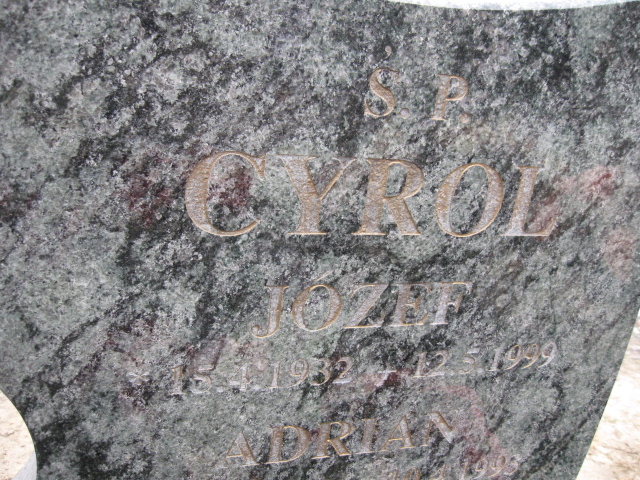 Ś. P.
CYROL
JÓZEF
* 15.4.1932 - 12.5.1999
ADRIAN